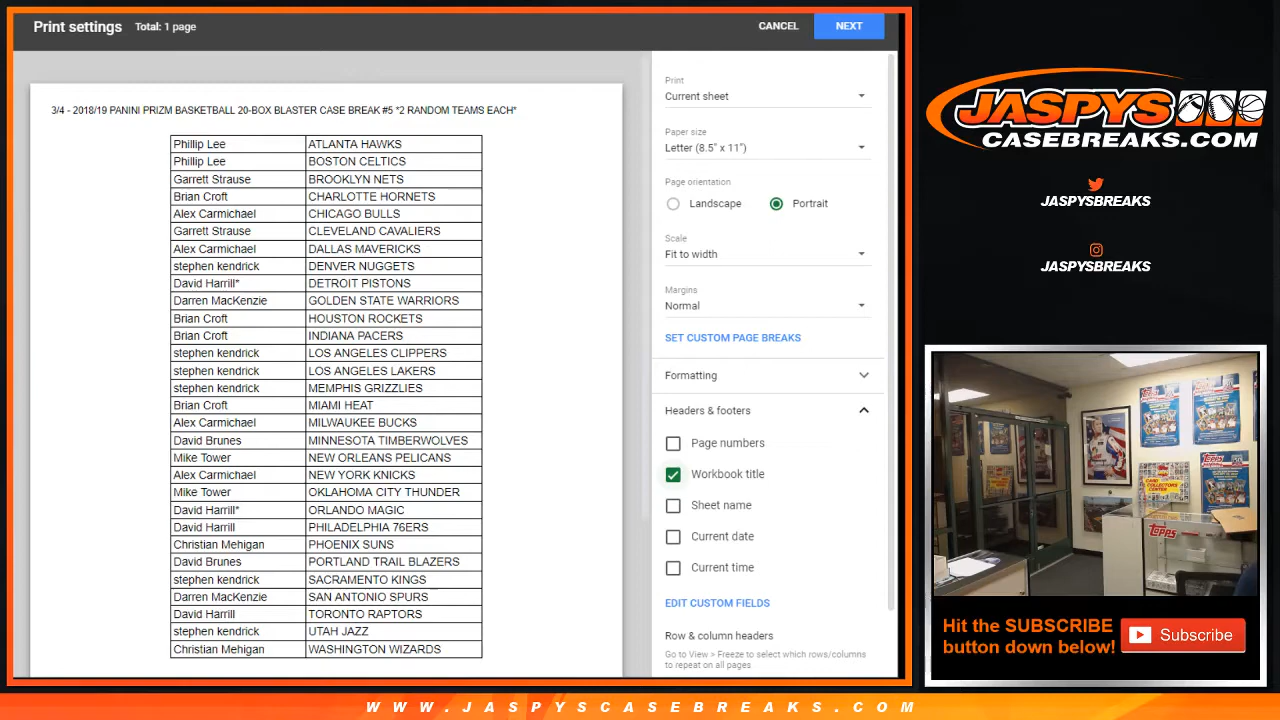 Print settings Total: 1 page CANCEL NEXT
3/4 - 2018/19 PANINI PRIZM BASKETBALL 20-BOX BLASTER CASE BREAK #5 *2 RANDOM TEAMS EACH*
Phillip Lee ATLANTA HAWKS
Phillip Lee BOSTON CELTICS
Garrett Strause BROOKLYN NETS
Brian Croft CHARLOTTE HORNETS
Alex Carmichael CHICAGO BULLS
Garrett Strause CLEVELAND CAVALIERS
Alex Carmichael DALLAS MAVERICKS
stephen kendrick DENVER NUGGETS
David Harrill* DETROIT PISTONS
Darren MacKenzie GOLDEN STATE WARRIORS
Brian Croft HOUSTON ROCKETS
Brian Croft INDIANA PACERS
stephen kendrick LOS ANGELES CLIPPERS
stephen kendrick LOS ANGELES LAKERS
stephen kendrick MEMPHIS GRIZZLIES
Brian Croft MIAMI HEAT
Alex Carmichael MILWAUKEE BUCKS
David Brunes MINNESOTA TIMBERWOLVES
Mike Tower NEW ORLEANS PELICANS
Alex Carmichael NEW YORK KNICKS
Mike Tower OKLAHOMA CITY THUNDER
David Harrill* ORLANDO MAGIC
David Harrill PHILADELPHIA 76ERS
Christian Mehigan PHOENIX SUNS
David Brunes PORTLAND TRAIL BLAZERS
stephen kendrick SACRAMENTO KINGS
Darren MacKenzie SAN ANTONIO SPURS
David Harrill TORONTO RAPTORS
stephen kendrick UTAH JAZZ
Christian Mehigan WASHINGTON WIZARDS
Print
Current sheet
Paper size
Letter (8.5" x 11")
Page orientation
Landscape Portrait
Scale
Fit to width
Margins
Normal
SET CUSTOM PAGE BREAKS
Formatting
Headers & footers
Page numbers
Workbook title
Sheet name
Current date
Current time
EDIT CUSTOM FIELDS
Row & column headers
Go to View > Freeze to select which rows/columns
to repeat on all pages
JASPYS
CASEBREAKS.COM
JASPYSBREAKS
JASPYSBREAKS
TOPPS
Hit the SUBSCRIBE
button down below!
Subscribe
WWW.JASPYSCASEBREAKS.COM